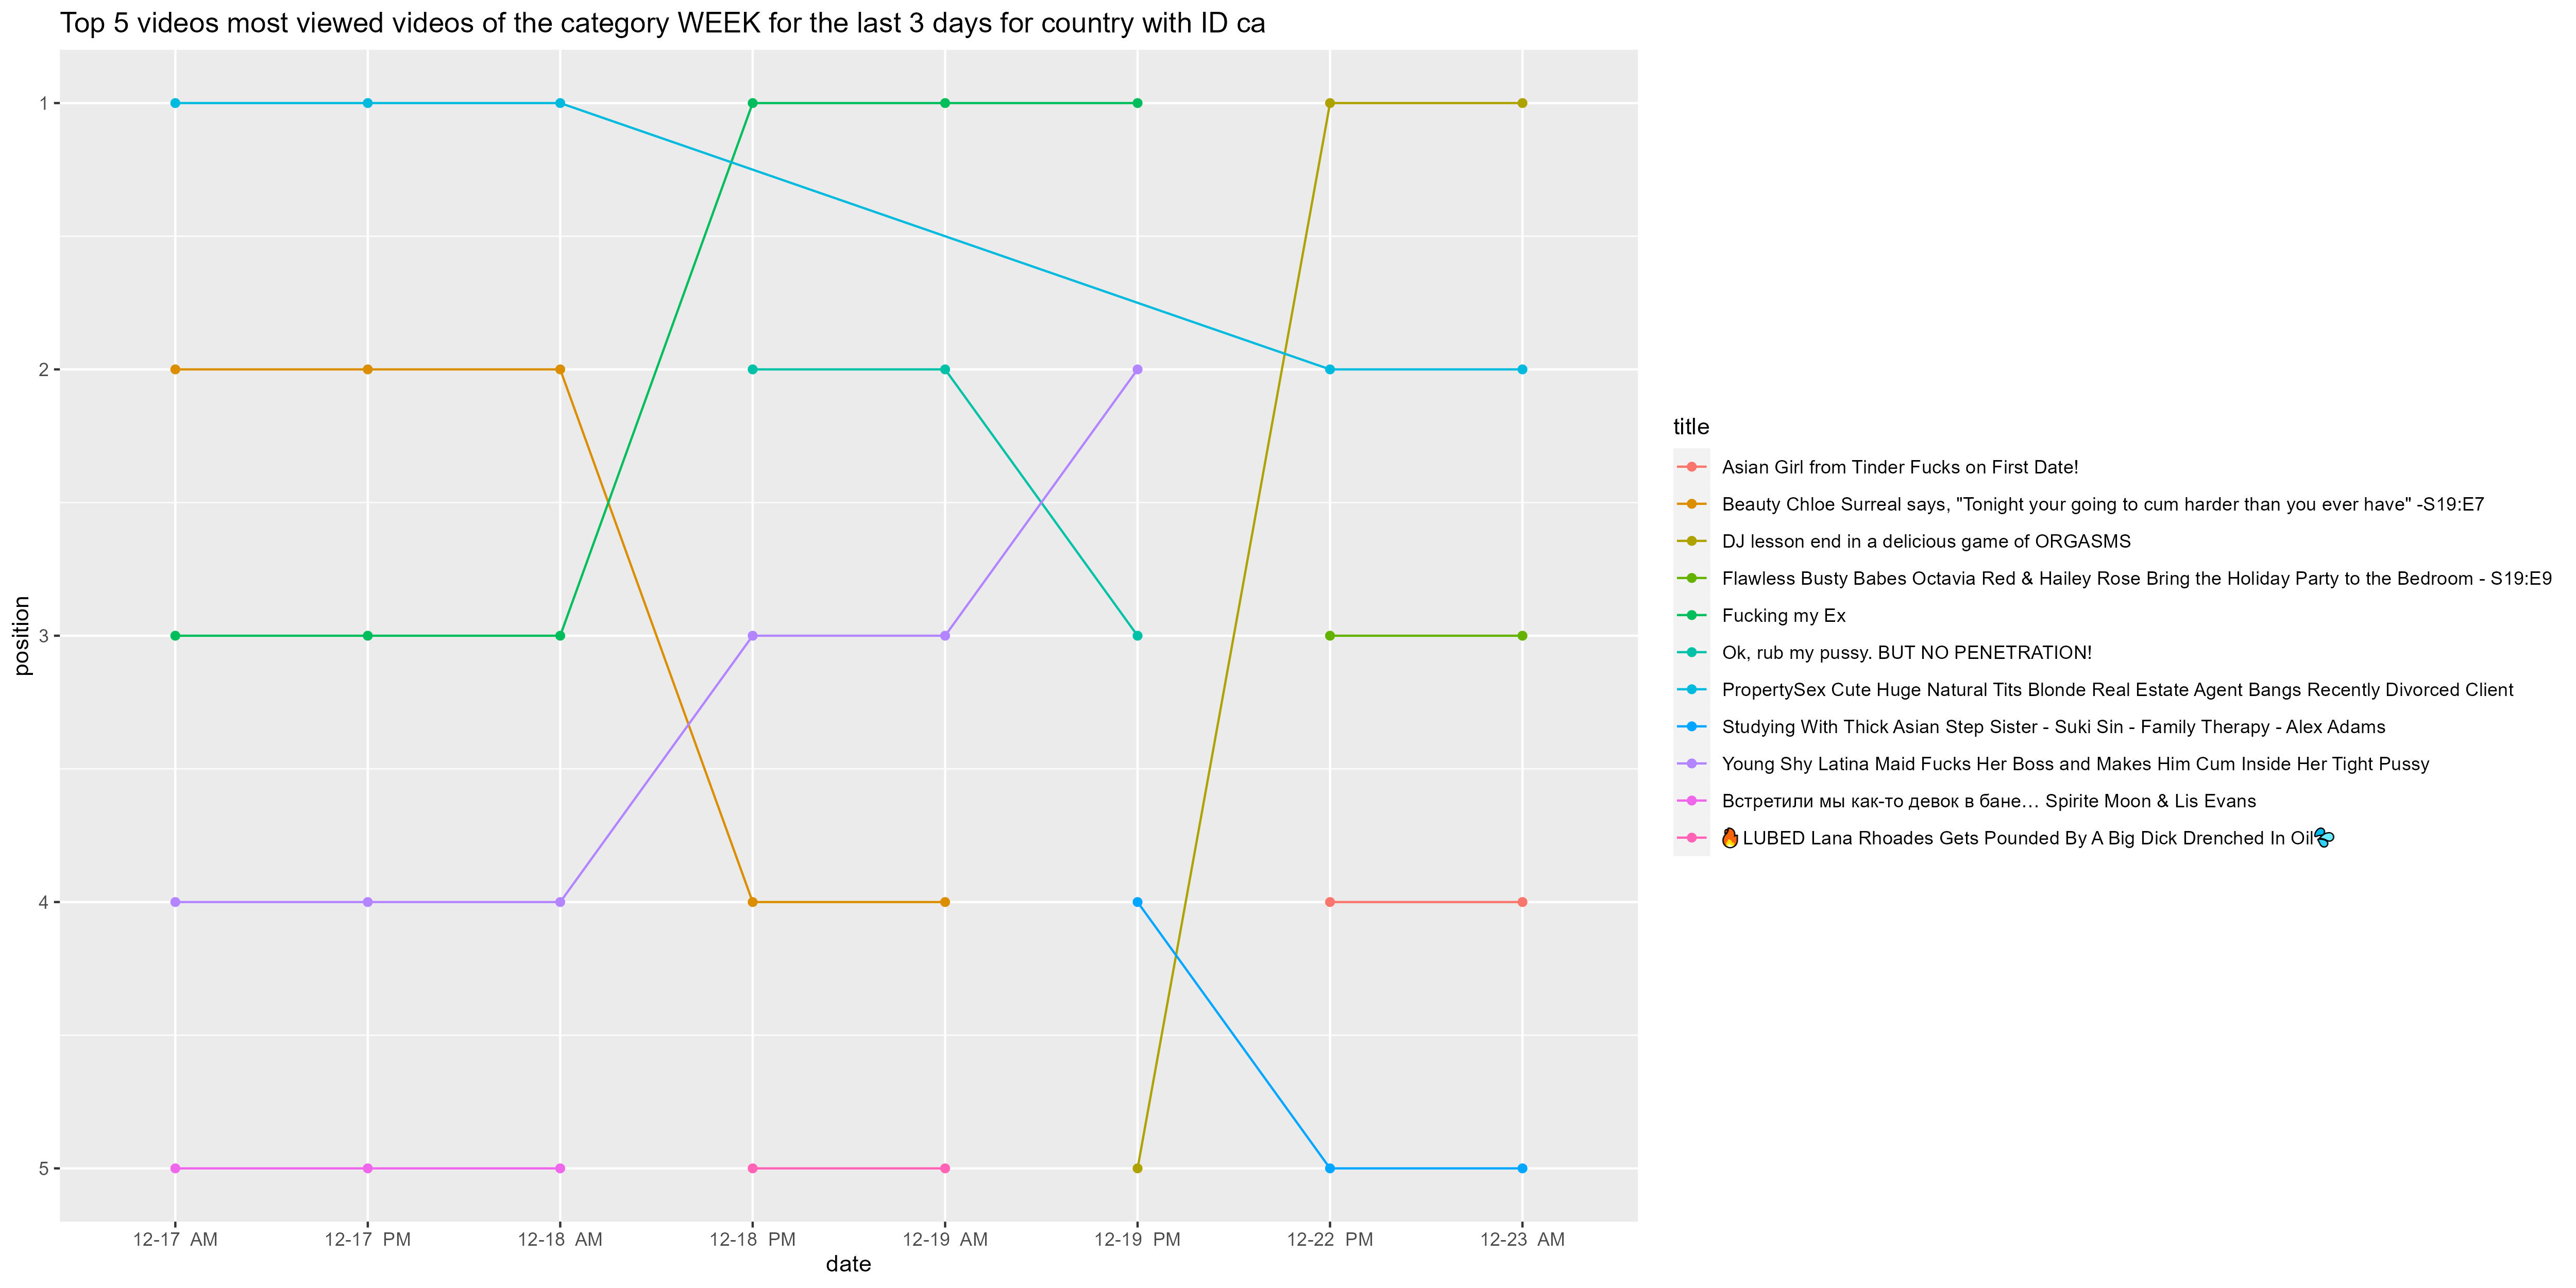 Top 5 videos most viewed videos of the category WEEK for the last 3 days for country with ID ca
position
1
2
3
4
5
12-17 AM
12-17 PM
12-18 AM
12-18 PM
12-19 AM
12-19 PM
12-22 PM
12-23 AM
date
title
Asian Girl from Tinder Fucks on First Date!
Beauty Chloe Surreal says, "Tonight your going to cum harder than you ever have" -S19:E7
DJ lesson end in a delicious game of ORGASMS
Flawless Busty Babes Octavia Red & Hailey Rose Bring the Holiday Party to the Bedroom - S19:E9
Fucking my Ex
Ok, rub my pussy. BUT NO PENETRATION!
PropertySex Cute Huge Natural Tits Blonde Real Estate Agent Bangs Recently Divorced Client
Studying With Thick Asian Step Sister - Suki Sin - Family Therapy - Alex Adams
Young Shy Latina Maid Fucks Her Boss and Makes Him Cum Inside Her Tight Pussy
Встретили мы как-то девок в бане… Spirite Moon & Lis Evans
🔥LUBED Lana Rhoades Gets Pounded By A Big Dick Drenched In Oil💦